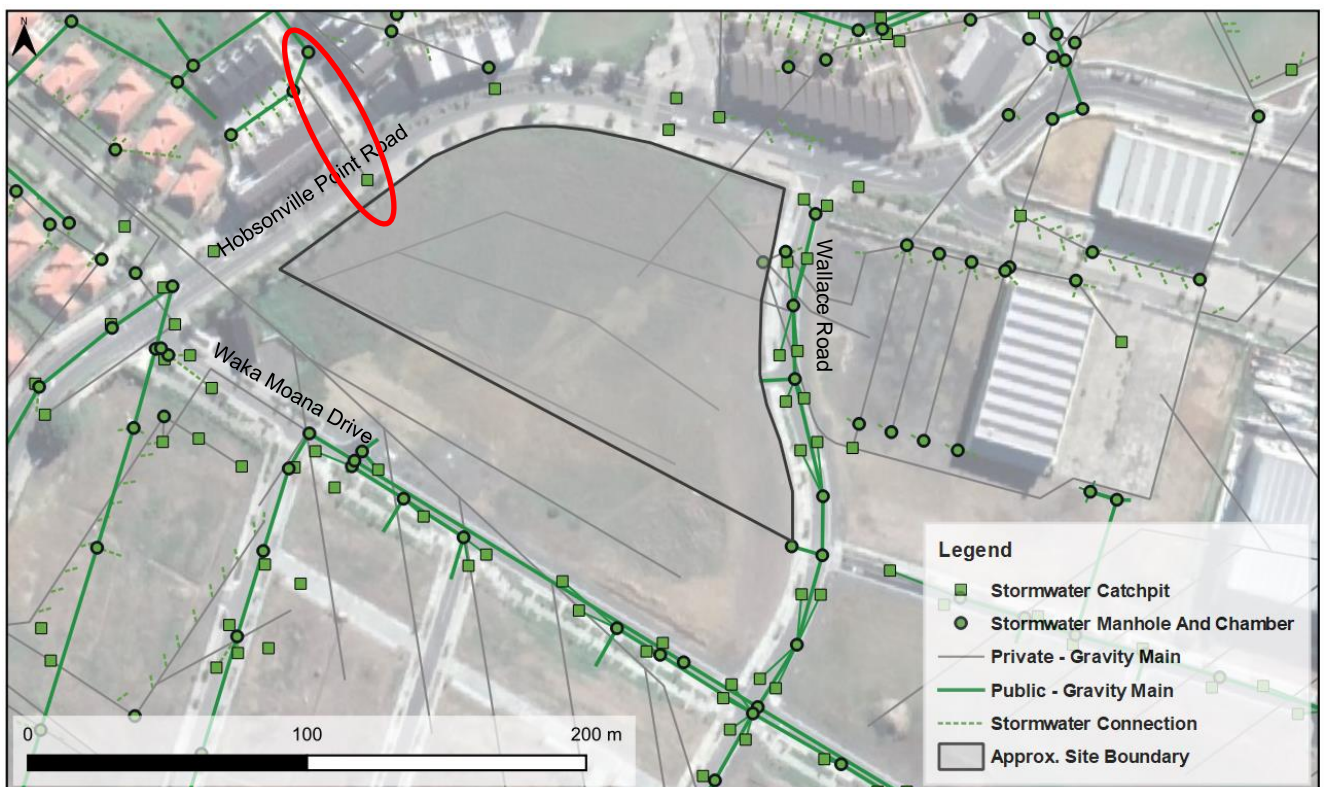 N
Hobsonville Point Road
Wallace Road
Waka Moana Drive
Legend
Stormwater Catchpit
Stormwater Manhole And Chamber
Private - Gravity Main
Public - Gravity Main
Stormwater Connection
Approx. Site Boundary
0 100 200 m